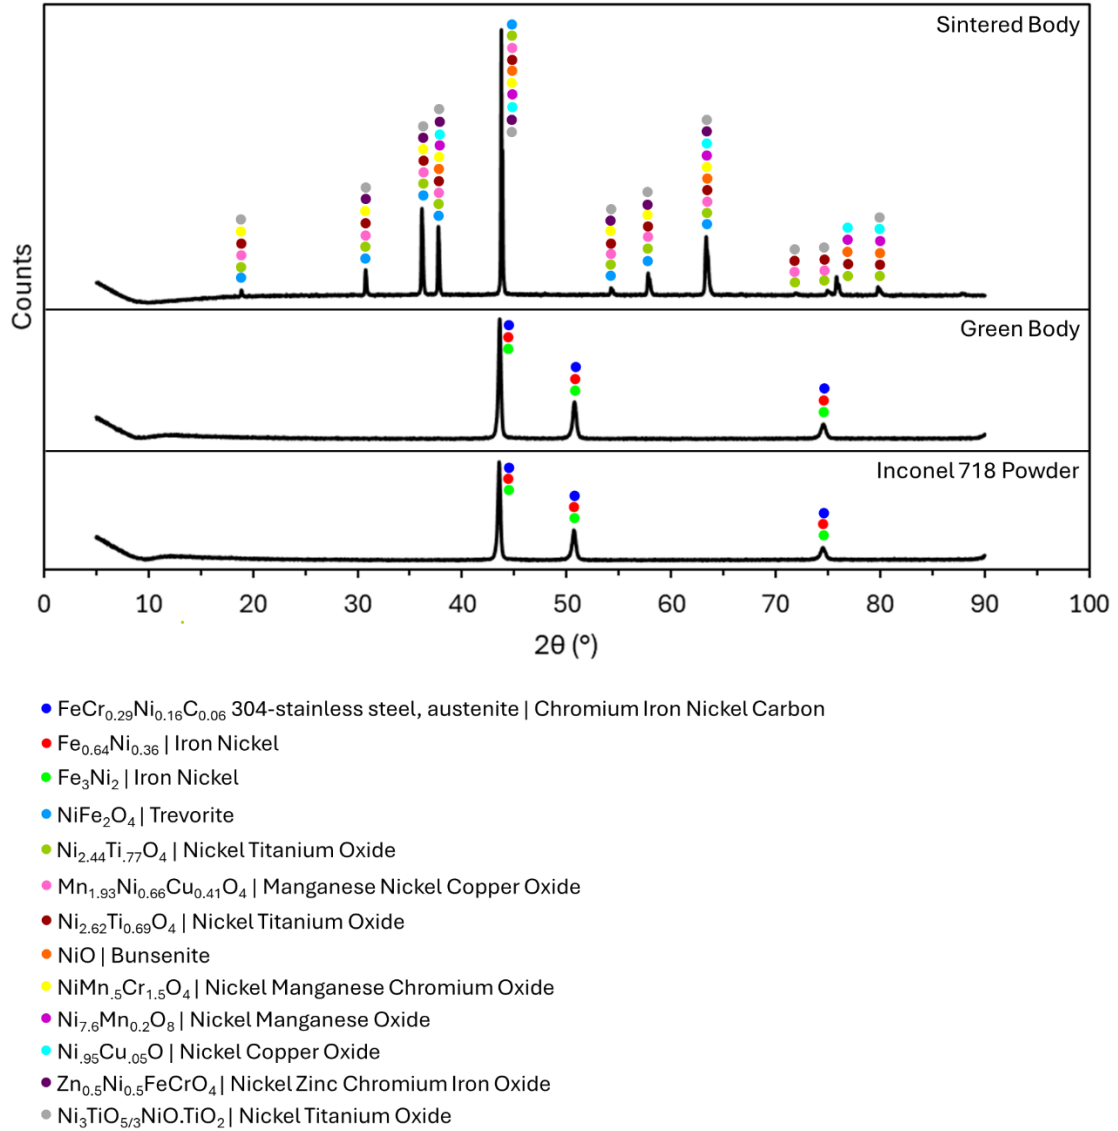 Sintered Body
Counts
Green Body
Inconel 718 Powder
0 10 20 30 40 50 60 70 80 90 100
2θ (°)
FeCr0.29Ni0.16C0.06 304-stainless steel, austenite | Chromium Iron Nickel Carbon
Fe0.64Ni0.36 | Iron Nickel
Fe3Ni2 | Iron Nickel
NiFe2O4 | Trevorite
Ni2.44Ti.77O4 | Nickel Titanium Oxide
Mn1.93Ni0.66Cu0.41O4 | Manganese Nickel Copper Oxide
Ni2.62Ti0.69O4 | Nickel Titanium Oxide
NiO | Bunsenite
NiMn.5Cr1.5O4 | Nickel Manganese Chromium Oxide
Ni7.6Mn0.2O8 | Nickel Manganese Oxide
Ni.95Cu.05O | Nickel Copper Oxide
Zn0.5Ni0.5FeCrO4 | Nickel Zinc Chromium Iron Oxide
Ni3TiO5/3NiO.TiO2 | Nickel Titanium Oxide